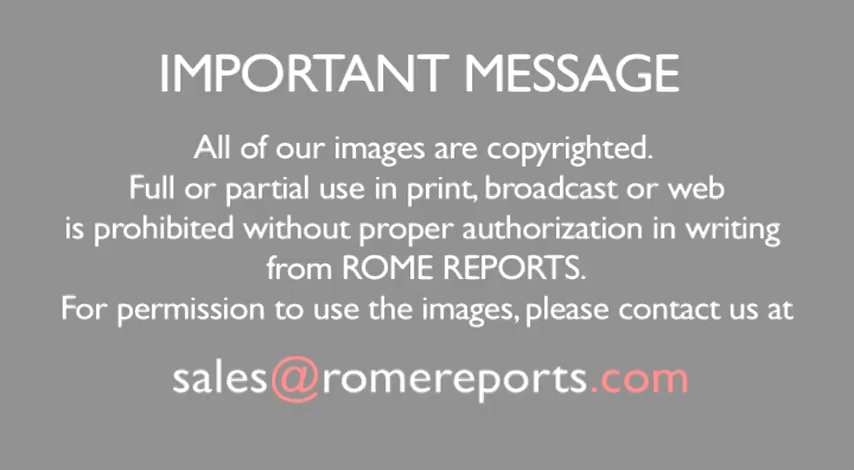 IMPORTANT MESSAGE
All of our images are copyrighted.
Full or partial use in print, broadcast or web
is prohibited without proper authorization in writing
from ROME REPORTS.
For permission to use the images, please contact us at
sales@romereports.com